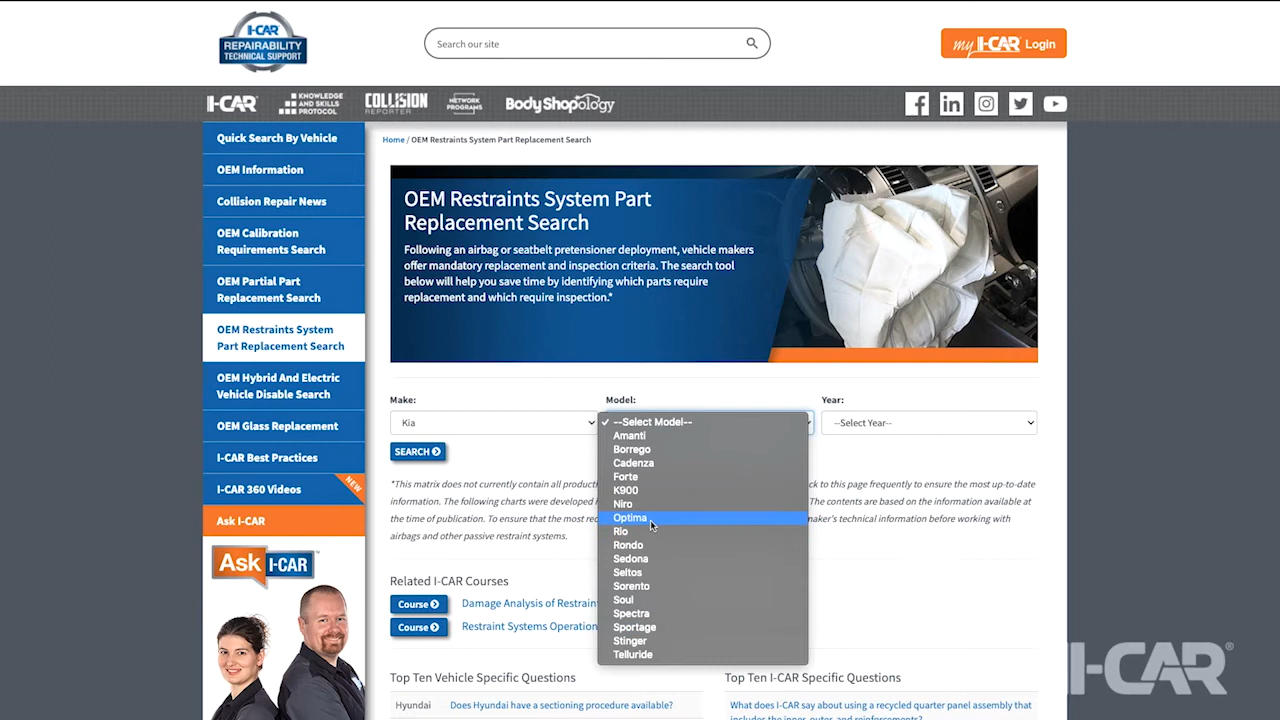 I-CAR
REPAIRABILITY
TECHNICAL SUPPORT
Search our site
my I-CAR Login
I-CAR
KNOWLEDGE
AND SKILLS
PROTOCOL
COLLISION
REPORTER
NETWORK
PROGRAMS
BodyShopology
Quick Search By Vehicle
OEM Information
Collision Repair News
OEM Calibration
Requirements Search
OEM Partial Part
Replacement Search
OEM Restraints System
Part Replacement Search
OEM Hybrid And Electric
Vehicle Disable Search
OEM Glass Replacement
I-CAR Best Practices
I-CAR 360 Videos
NEW
Ask I-CAR
Ask I-CAR
Home / OEM Restraints System Part Replacement Search
OEM Restraints System Part
Replacement Search
Following an airbag or seatbelt pretensioner deployment, vehicle makers
offer mandatory replacement and inspection criteria. The search tool
below will help you save time by identifying which parts require
replacement and which require inspection.*
Make:
Model:
Year:
Kia
--Select Year--
✓ --Select Model--
Amanti
Borrego
Cadenza
Forte
K900
Niro
Optima
Rio
Rondo
Sedona
Seltos
Sorento
Soul
Spectra
Sportage
Stinger
Telluride
SEARCH
*This matrix does not currently contain all product
ck to this page frequently to ensure the most up-to-date
information. The following charts were developed
The contents are based on the information available
at the time of publication. To ensure that the most rec
maker's technical information before working with
airbags and other passive restraint systems.
Related I-CAR Courses
Course Damage Analysis of Restrain
Course Restraint Systems Operation
Top Ten Vehicle Specific Questions
Hyundai Does Hyundai have a sectioning procedure available?
Top Ten I-CAR Specific Questions
What does I-CAR say about using a recycled quarter panel assembly that
includes the inner, outer, and reinforcements?
I-CAR®